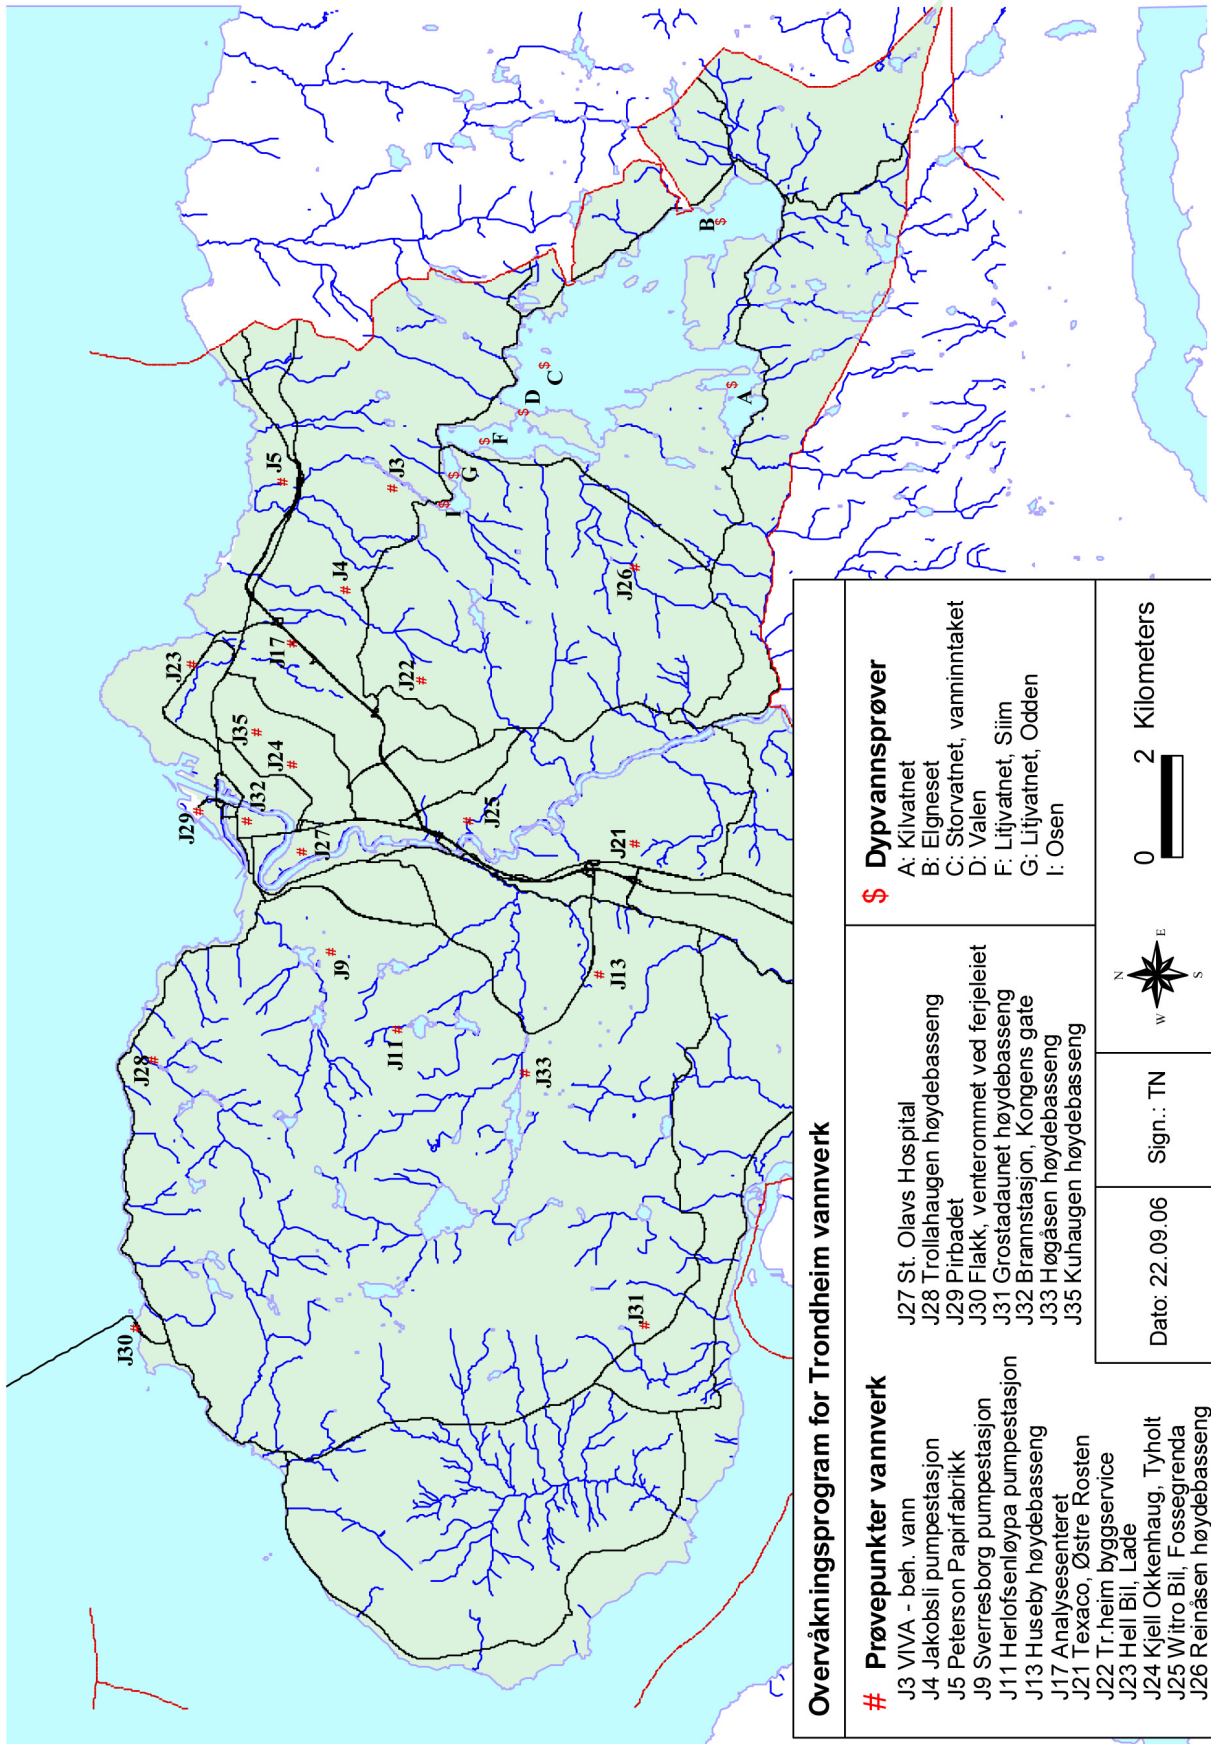 J30
J28
J29
J23
J32
J35
J24
J17
J5
J4
J3
J27
J9
J11
J22
J25
J33
J13
J21
J26
J31
I
G
F
D
C
B
A
Overvåkningsprogram for Trondheim vannverk
# Prøvepunkter vannverk
J3 VIVA - beh. vann
J4 Jakobsli pumpestasjon
J5 Peterson Papirfabrikk
J9 Sverresborg pumpestasjon
J11 Herlofsenløypa pumpestasjon
J13 Huseby høydebasseng
J17 Analysesenteret
J21 Texaco, Østre Rosten
J22 Tr.heim byggservice
J23 Hell Bil, Lade
J24 Kjell Okkenhaug, Tyholt
J25 Witro Bil, Fossegrenda
J26 Reinåsen høydebasseng
J27 St. Olavs Hospital
J28 Trollahaugen høydebasseng
J29 Pirbadet
J30 Flakk, venterommet ved ferjeleiet
J31 Grostadaunet høydebasseng
J32 Brannstasjon, Kongens gate
J33 Høgåsen høydebasseng
J35 Kuhaugen høydebasseng
$ Dypvannsprøver
A: Kilvatnet
B: Eigneset
C: Storvatnet, vanninntaket
D: Valen
F: Litjvatnet, Siim
G: Litjvatnet, Odden
I: Osen
Dato: 22.09.06
Sign.: TN
N
W E
S
0 2 Kilometers